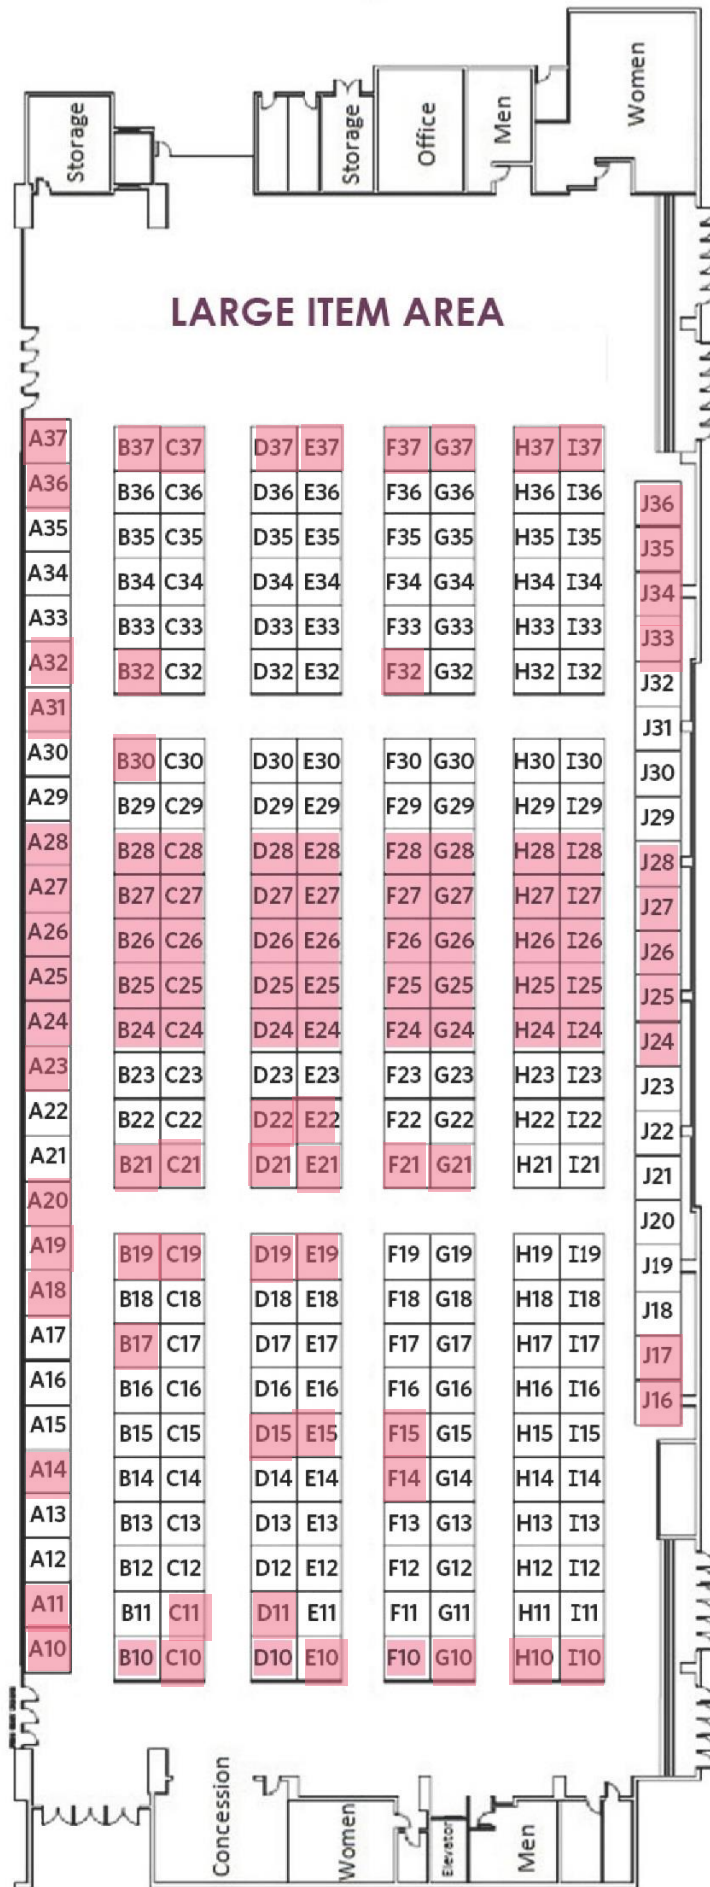 Women
Storage
Storage
Office
Men
LARGE ITEM AREA
A37 B37 C37 D37 E37 F37 G37 H37 I37
A36 B36 C36 D36 E36 F36 G36 H36 I36 J36
A35 B35 C35 D35 E35 F35 G35 H35 I35 J35
A34 B34 C34 D34 E34 F34 G34 H34 I34 J34
A33 B33 C33 D33 E33 F33 G33 H33 I33 J33
A32 B32 C32 D32 E32 F32 G32 H32 I32 J32
A31 J31
A30 B30 C30 D30 E30 F30 G30 H30 I30 J30
A29 B29 C29 D29 E29 F29 G29 H29 I29 J29
A28 B28 C28 D28 E28 F28 G28 H28 I28 J28
A27 B27 C27 D27 E27 F27 G27 H27 I27 J27
A26 B26 C26 D26 E26 F26 G26 H26 I26 J26
A25 B25 C25 D25 E25 F25 G25 H25 I25 J25
A24 B24 C24 D24 E24 F24 G24 H24 I24 J24
A23 B23 C23 D23 E23 F23 G23 H23 I23 J23
A22 B22 C22 D22 E22 F22 G22 H22 I22 J22
A21 B21 C21 D21 E21 F21 G21 H21 I21 J21
A20 J20
A19 B19 C19 D19 E19 F19 G19 H19 I19 J19
A18 B18 C18 D18 E18 F18 G18 H18 I18 J18
A17 B17 C17 D17 E17 F17 G17 H17 I17 J17
A16 B16 C16 D16 E16 F16 G16 H16 I16 J16
A15 B15 C15 D15 E15 F15 G15 H15 I15
A14 B14 C14 D14 E14 F14 G14 H14 I14
A13 B13 C13 D13 E13 F13 G13 H13 I13
A12 B12 C12 D12 E12 F12 G12 H12 I12
A11 B11 C11 D11 E11 F11 G11 H11 I11
A10 B10 C10 D10 E10 F10 G10 H10 I10
Concession
Women
Elevator
Men